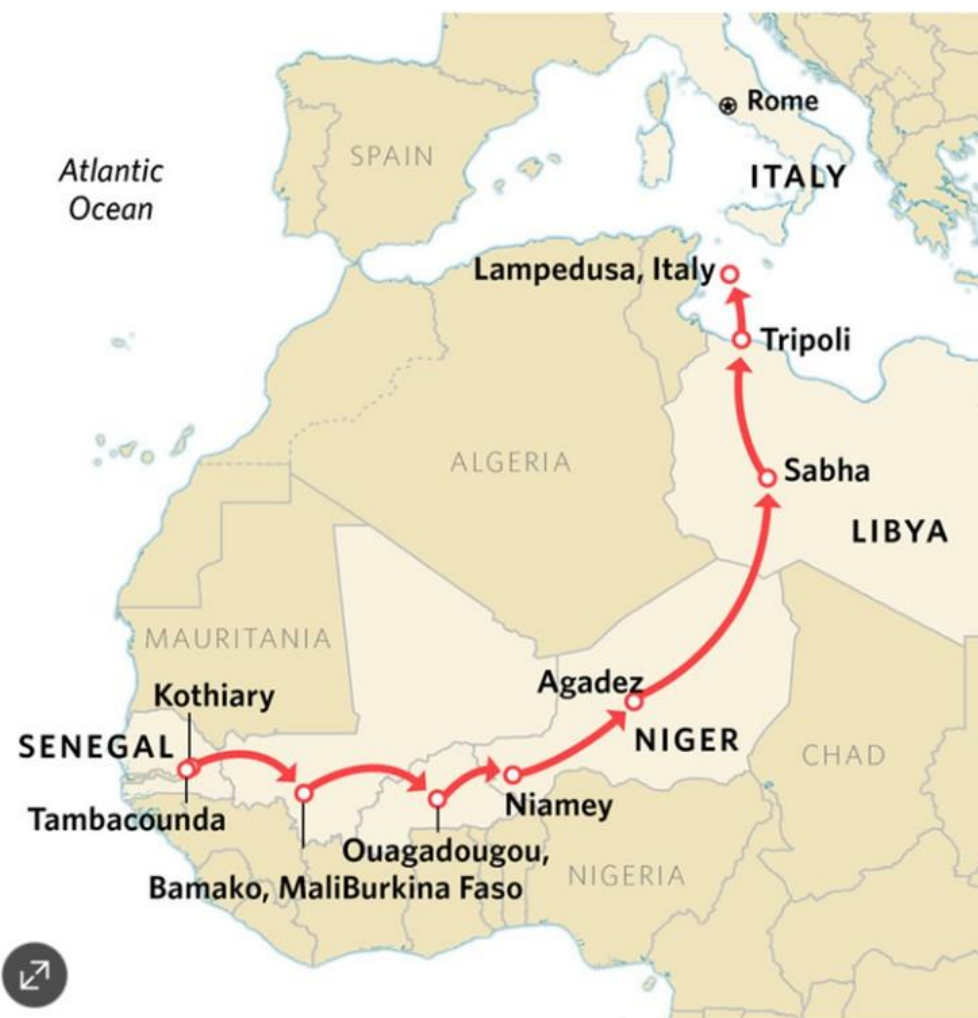 Rome
Atlantic
Ocean
SPAIN
ITALY
Lampedusa, Italy
Tripoli
ALGERIA
Sabha
LIBYA
MAURITANIA
Kothiary
Agadez
SENEGAL
NIGER
CHAD
Tambacounda
Niamey
Ouagadougou,
Bamako, MaliBurkina Faso
NIGERIA